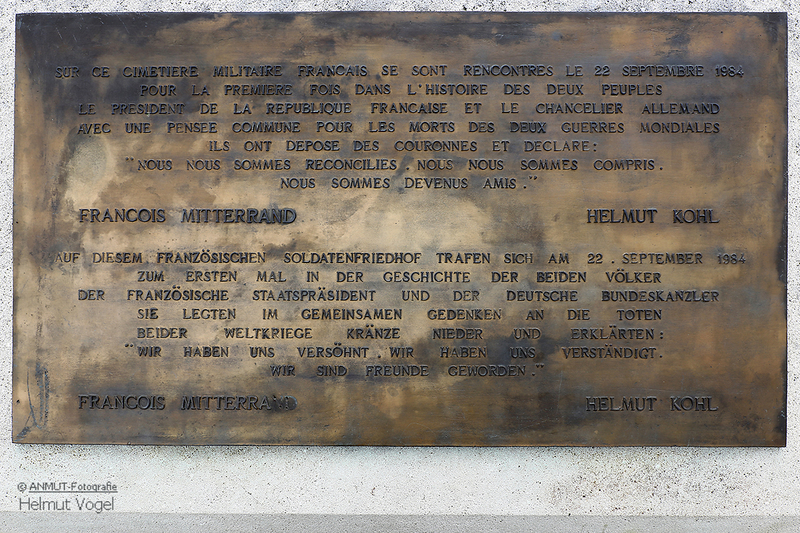 SUR CE CIMETIERE MILITAIRE FRANCAIS SE SONT RENCONTRES LE 22 SEPTEMBRE 1984
POUR LA PREMIERE FOIS DANS L'HISTOIRE DES DEUX PEUPLES
LE PRESIDENT DE LA REPUBLIQUE FRANCAISE ET LE CHANCELIER ALLEMAND
AVEC UNE PENSEE COMMUNE POUR LES MORTS DES DEUX GUERRES MONDIALES
ILS ONT DEPOSE DES COURONNES ET DECLARE:
"NOUS NOUS SOMMES RECONCILIES. NOUS NOUS SOMMES COMPRIS.
NOUS SOMMES DEVENUS AMIS."
FRANCOIS MITTERRAND HELMUT KOHL
AUF DIESEM FRANZÖSISCHEN SOLDATENFRIEDHOF TRAFEN SICH AM 22. SEPTEMBER 1984
ZUM ERSTEN MAL IN DER GESCHICHTE DER BEIDEN VÖLKER
DER FRANZÖSISCHE STAATSPRÄSIDENT UND DER DEUTSCHE BUNDESKANZLER
SIE LEGTEN IM GEMEINSAMEN GEDENKEN AN DIE TOTEN
BEIDER WELTKRIEGE KRÄNZE NIEDER UND ERKLÄRTEN:
"WIR HABEN UNS VERSÖHNT. WIR HABEN UNS VERSTÄNDIGT.
WIR SIND FREUNDE GEWORDEN."
FRANCOIS MITTERRAND HELMUT KOHL
© ANMUT-Fotografie
Helmut Vogel